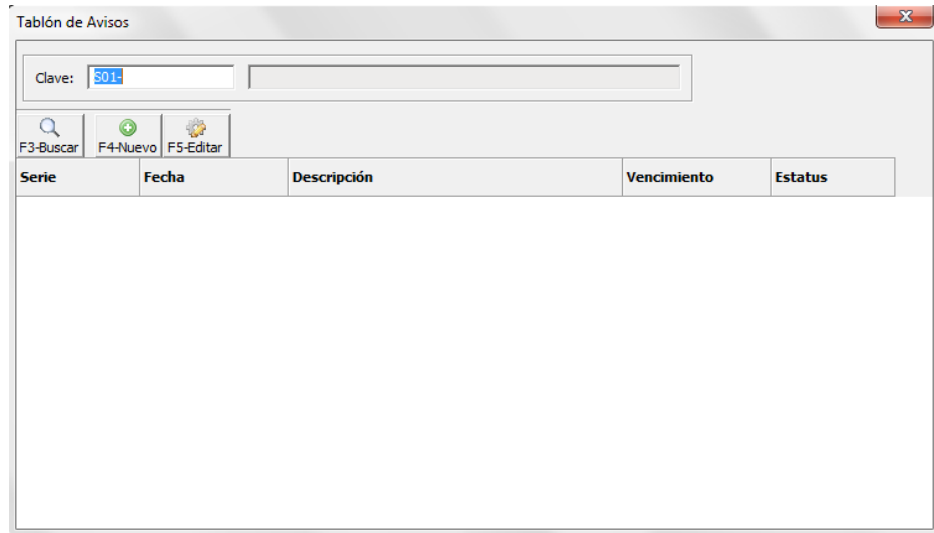 Tablón de Avisos
Clave: S01-
F3-Buscar F4-Nuevo F5-Editar
Serie Fecha Descripción Vencimiento Estatus